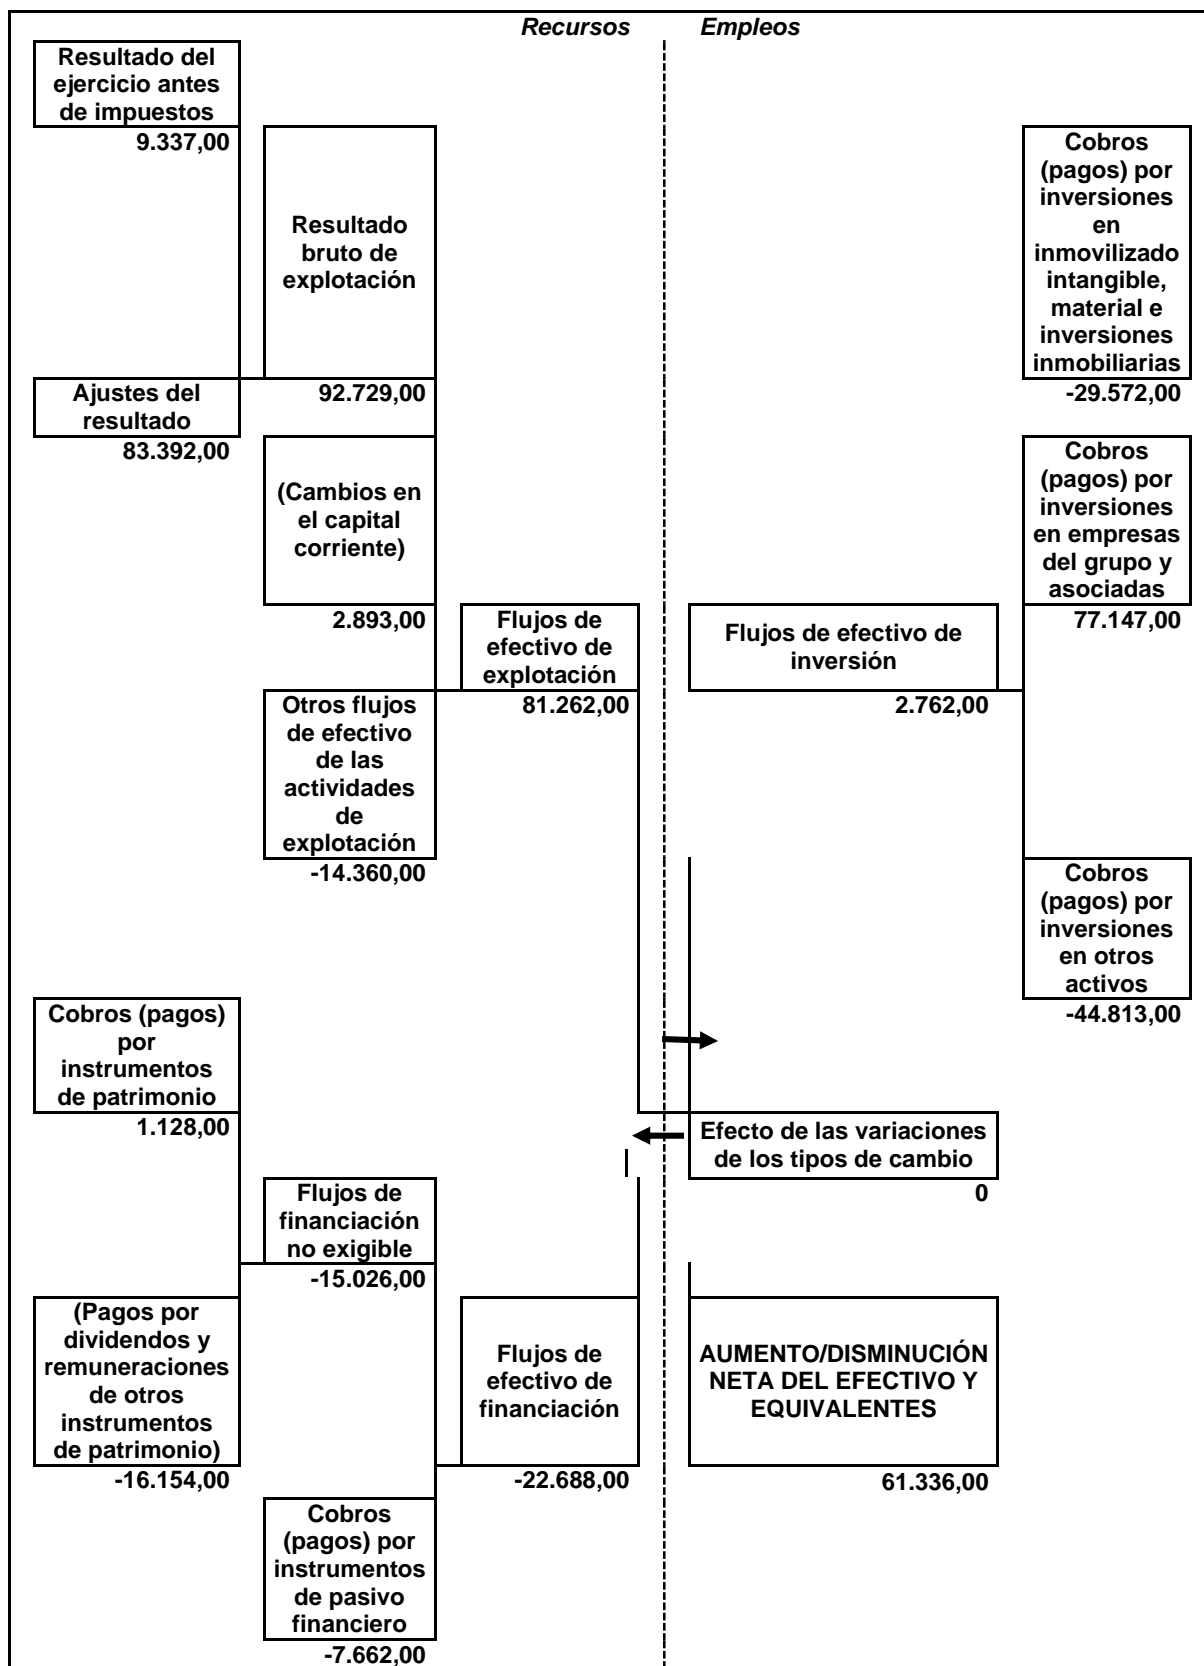 Recursos
Empleos
Resultado del
ejercicio antes
de impuestos
9.337,00
Resultado
bruto de
explotación
92.729,00
Ajustes del
resultado
83.392,00
(Cambios en
el capital
corriente)
2.893,00
Flujos de
efectivo de
explotación
81.262,00
Otros flujos
de efectivo
de las
actividades
de
explotación
-14.360,00
Cobros
(pagos) por
inversiones
en
inmovilizado
intangible,
material e
inversiones
inmobiliarias
-29.572,00
Cobros
(pagos) por
inversiones
en empresas
del grupo y
asociadas
77.147,00
Flujos de efectivo de
inversión
2.762,00
Cobros
(pagos) por
inversiones
en otros
activos
-44.813,00
Cobros (pagos)
por
instrumentos
de patrimonio
1.128,00
Efecto de las variaciones
de los tipos de cambio
0
Flujos de
financiación
no exigible
-15.026,00
(Pagos por
dividendos y
remuneraciones
de otros
instrumentos
de patrimonio)
-16.154,00
Flujos de
efectivo de
financiación
-22.688,00
AUMENTO/DISMINUCIÓN
NETA DEL EFECTIVO Y
EQUIVALENTES
61.336,00
Cobros
(pagos) por
instrumentos
de pasivo
financiero
-7.662,00